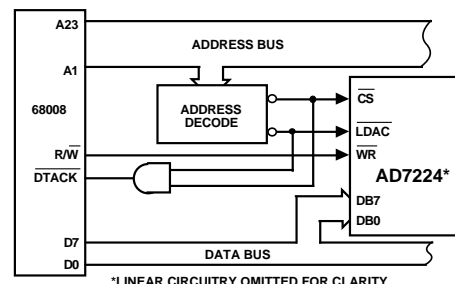 A23
ADDRESS BUS
A1
68008
ADDRESS
DECODE
CS
LDAC
R/W
WR
DTACK
AD7224*
DB7
DB0
D7
DATA BUS
D0
*LINEAR CIRCUITRY OMITTED FOR CLARITY